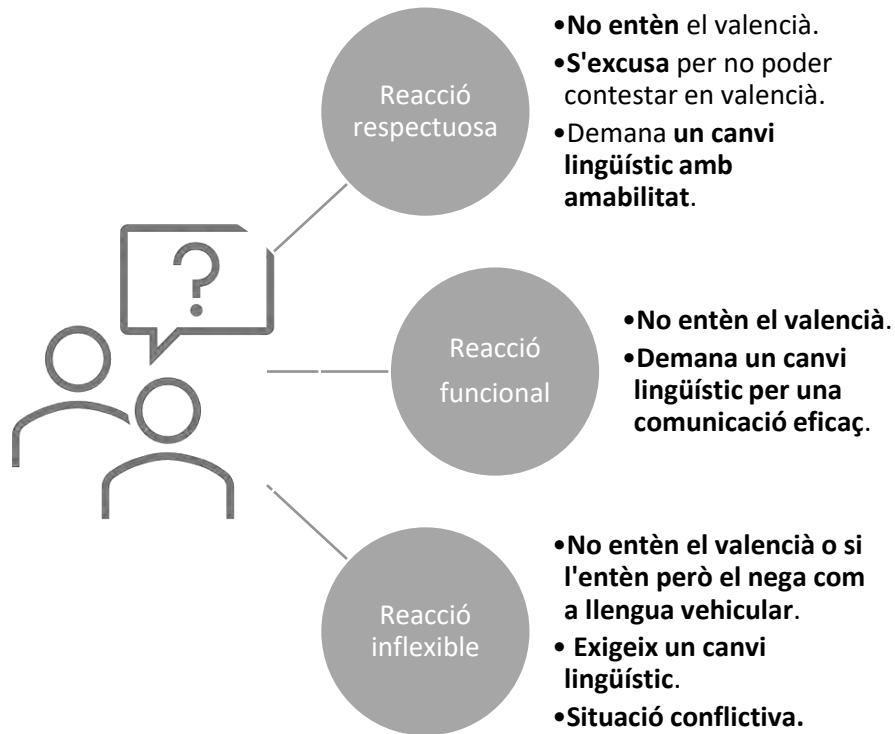 Reacció
respectuosa
•No entèn el valencià.
•S'excusa per no poder
contestar en valencià.
•Demana un canvi
lingüístic amb
amabilitat.
?
Reacció
funcional
•No entèn el valencià.
•Demana un canvi
lingüístic per una
comunicació eficaç.
Reacció
inflexible
•No entèn el valencià o si
l'entèn però el nega com
a llengua vehicular.
• Exigeix un canvi
lingüístic.
•Situació conflictiva.